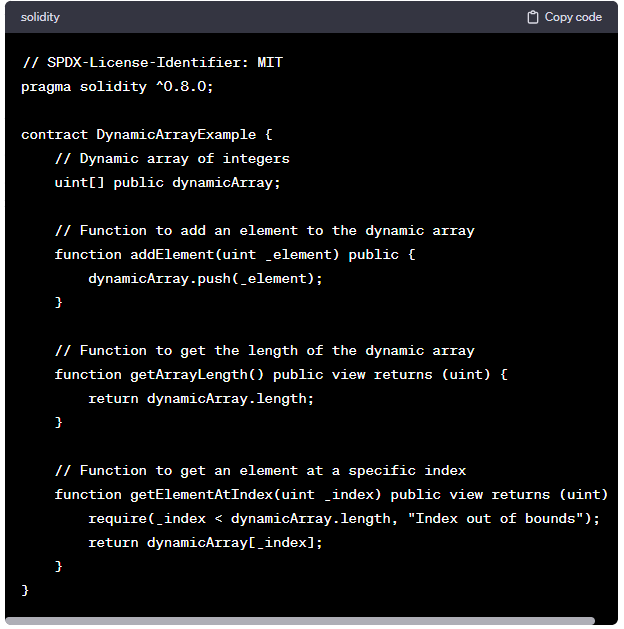 solidity
Copy code
// SPDX-License-Identifier: MIT
pragma solidity ^0.8.0;
contract DynamicArrayExample {
    // Dynamic array of integers
    uint[] public dynamicArray;
    // Function to add an element to the dynamic array
    function addElement(uint _element) public {
        dynamicArray.push(_element);
    }
    // Function to get the length of the dynamic array
    function getArrayLength() public view returns (uint) {
        return dynamicArray.length;
    }
    // Function to get an element at a specific index
    function getElementAtIndex(uint _index) public view returns (uint)
        require(_index < dynamicArray.length, "Index out of bounds");
        return dynamicArray[_index];
    }
}